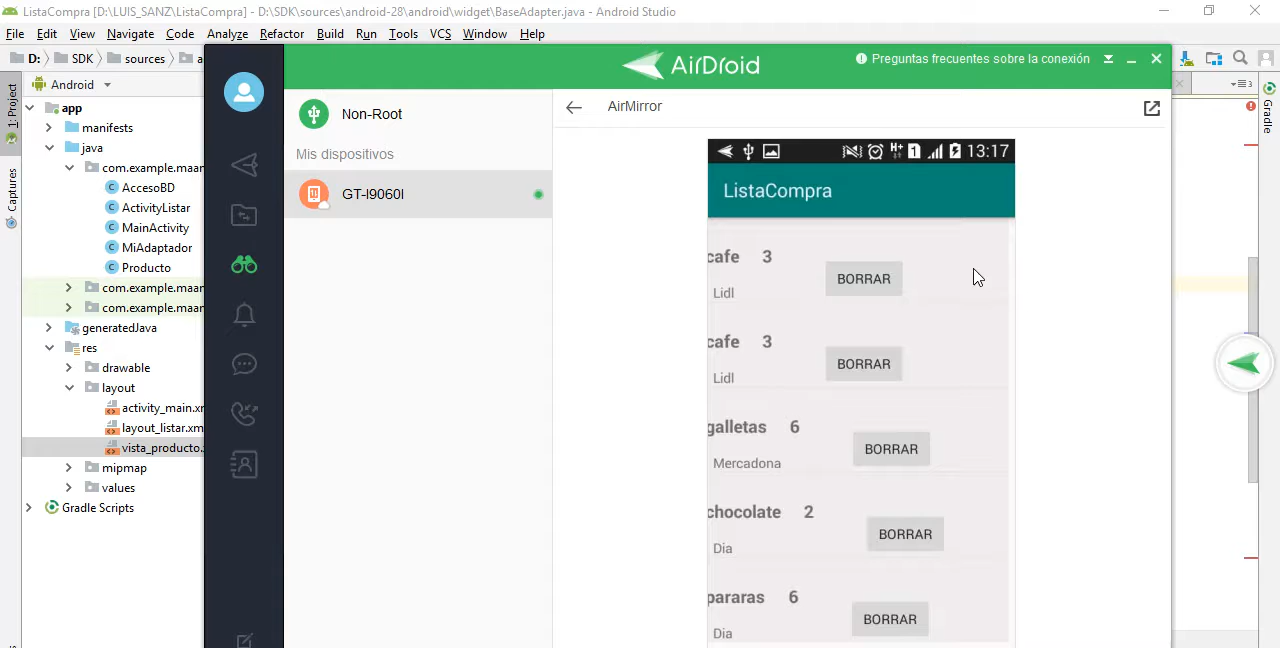 ListaCompra [D:\LUIS_SANZ\ListaCompra] - D:\SDK\sources\android-28\android\widget\BaseAdapter.java - Android Studio
File Edit View Navigate Code Analyze Refactor Build Run Tools VCS Window Help
D: SDK sources a
AirDroid
Preguntas frecuentes sobre la conexión
1: Project
Captures
Gradle
Android
app
manifests
java
com.example.maar
AccesoBD
ActivityListar
MainActivity
MiAdaptador
Producto
com.example.maar
com.example.maar
generatedJava
res
drawable
layout
activity_main.xr
layout_listar.xm
vista_producto.
mipmap
values
Gradle Scripts
Non-Root
Mis dispositivos
GT-I9060I
AirMirror
H+ 1 13:17
ListaCompra
cafe 3
BORRAR
Lidl
cafe 3
BORRAR
Lidl
galletas 6
BORRAR
Mercadona
chocolate 2
BORRAR
Dia
pararas 6
BORRAR
Dia